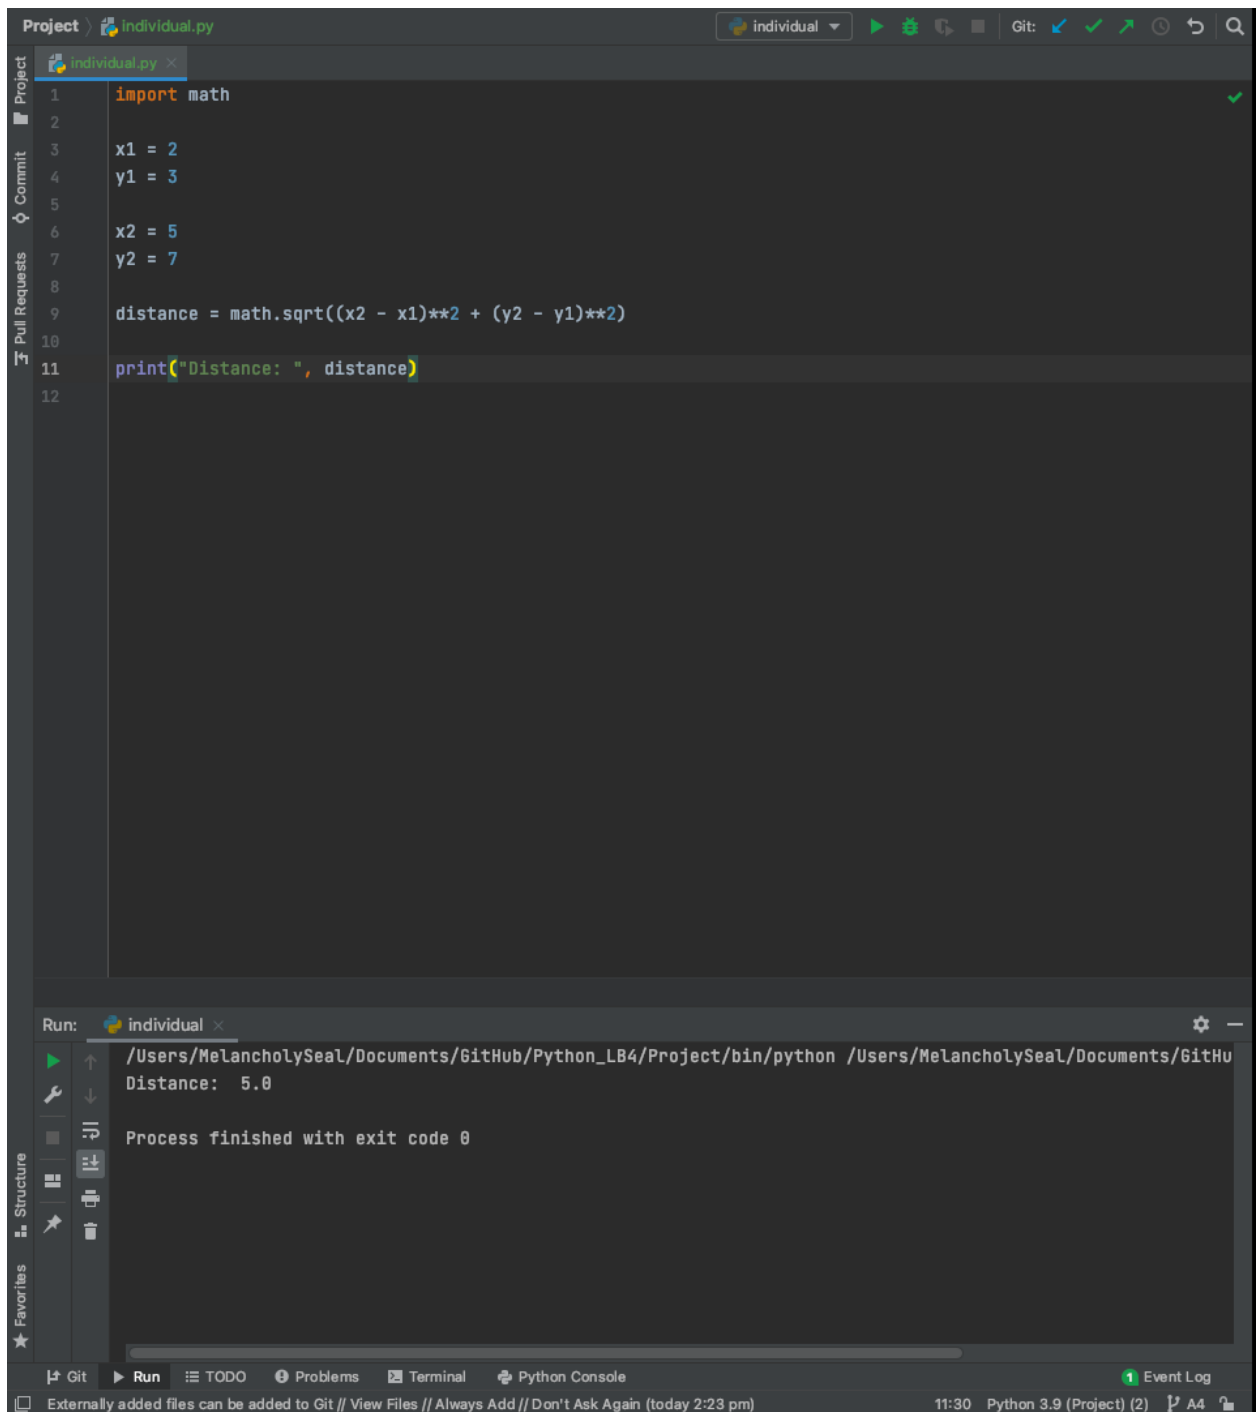 Project 〉 individual.py
individual
Git:
individual.py ×
Project
Commit
Pull Requests
1 import math
2
3 x1 = 2
4 y1 = 3
5
6 x2 = 5
7 y2 = 7
8
9 distance = math.sqrt((x2 - x1)**2 + (y2 - y1)**2)
10
11 print("Distance: ", distance)
12
Run: individual ×
/Users/MelancholySeal/Documents/GitHub/Python_LB4/Project/bin/python /Users/MelancholySeal/Documents/GitHu
Distance:  5.0
Process finished with exit code 0
Structure
Favorites
Git Run TODO Problems Terminal Python Console 1 Event Log
Externally added files can be added to Git // View Files // Always Add // Don't Ask Again (today 2:23 pm) 11:30 Python 3.9 (Project) (2) A4